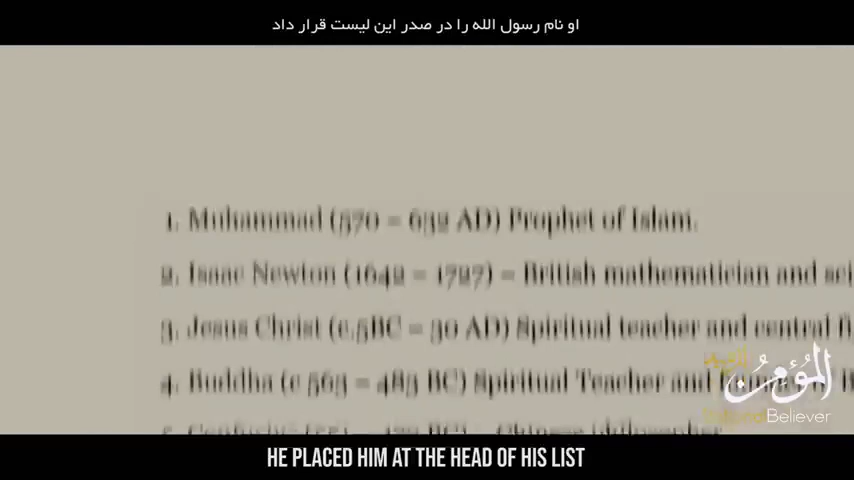 او نام رسول الله را در صدر این لیست قرار داد
1. Muhammad (570 – 632 AD) Prophet of Islam.
2. Isaac Newton (1642 – 1727) – British mathematician and sci
3. Jesus Christ (c.5BC – 30 AD) Spiritual teacher and central fi
4. Buddha (c 563 – 483 BC) Spiritual Teacher and
المؤمن
Believer
HE PLACED HIM AT THE HEAD OF HIS LIST